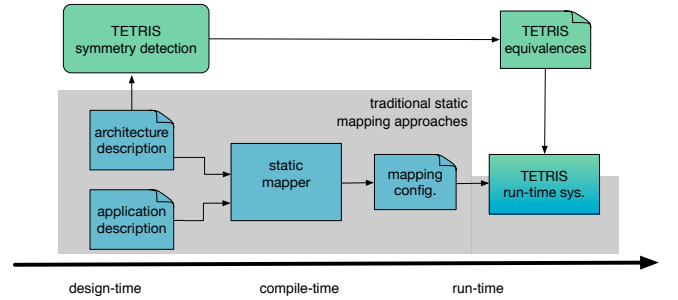 TETRIS
symmetry detection
TETRIS
equivalences
traditional static
mapping approaches
architecture
description
static
mapper
mapping
config.
TETRIS
run-time sys.
application
description
design-time
compile-time
run-time